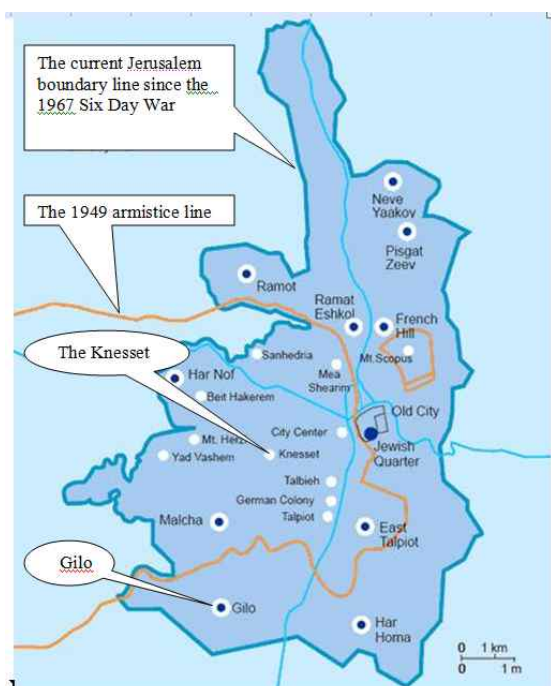 The current Jerusalem
boundary line since the
1967 Six Day War
The 1949 armistice line
Neve
Yaakov
Pisgat
Zeev
Ramot
Ramat
Eshkol
French
Hill
The Knesset
Sanhedria
Mt. Scopus
Mea
Shearim
Har Nof
Beit Hakerem
Old City
City Center
Mt. Herzl
Jewish
Quarter
Yad Vashem
Knesset
Talbieh
German Colony
Talpiot
Malcha
East
Talpiot
Gilo
Gilo
Har
Homa
0 1 km
0 1 m